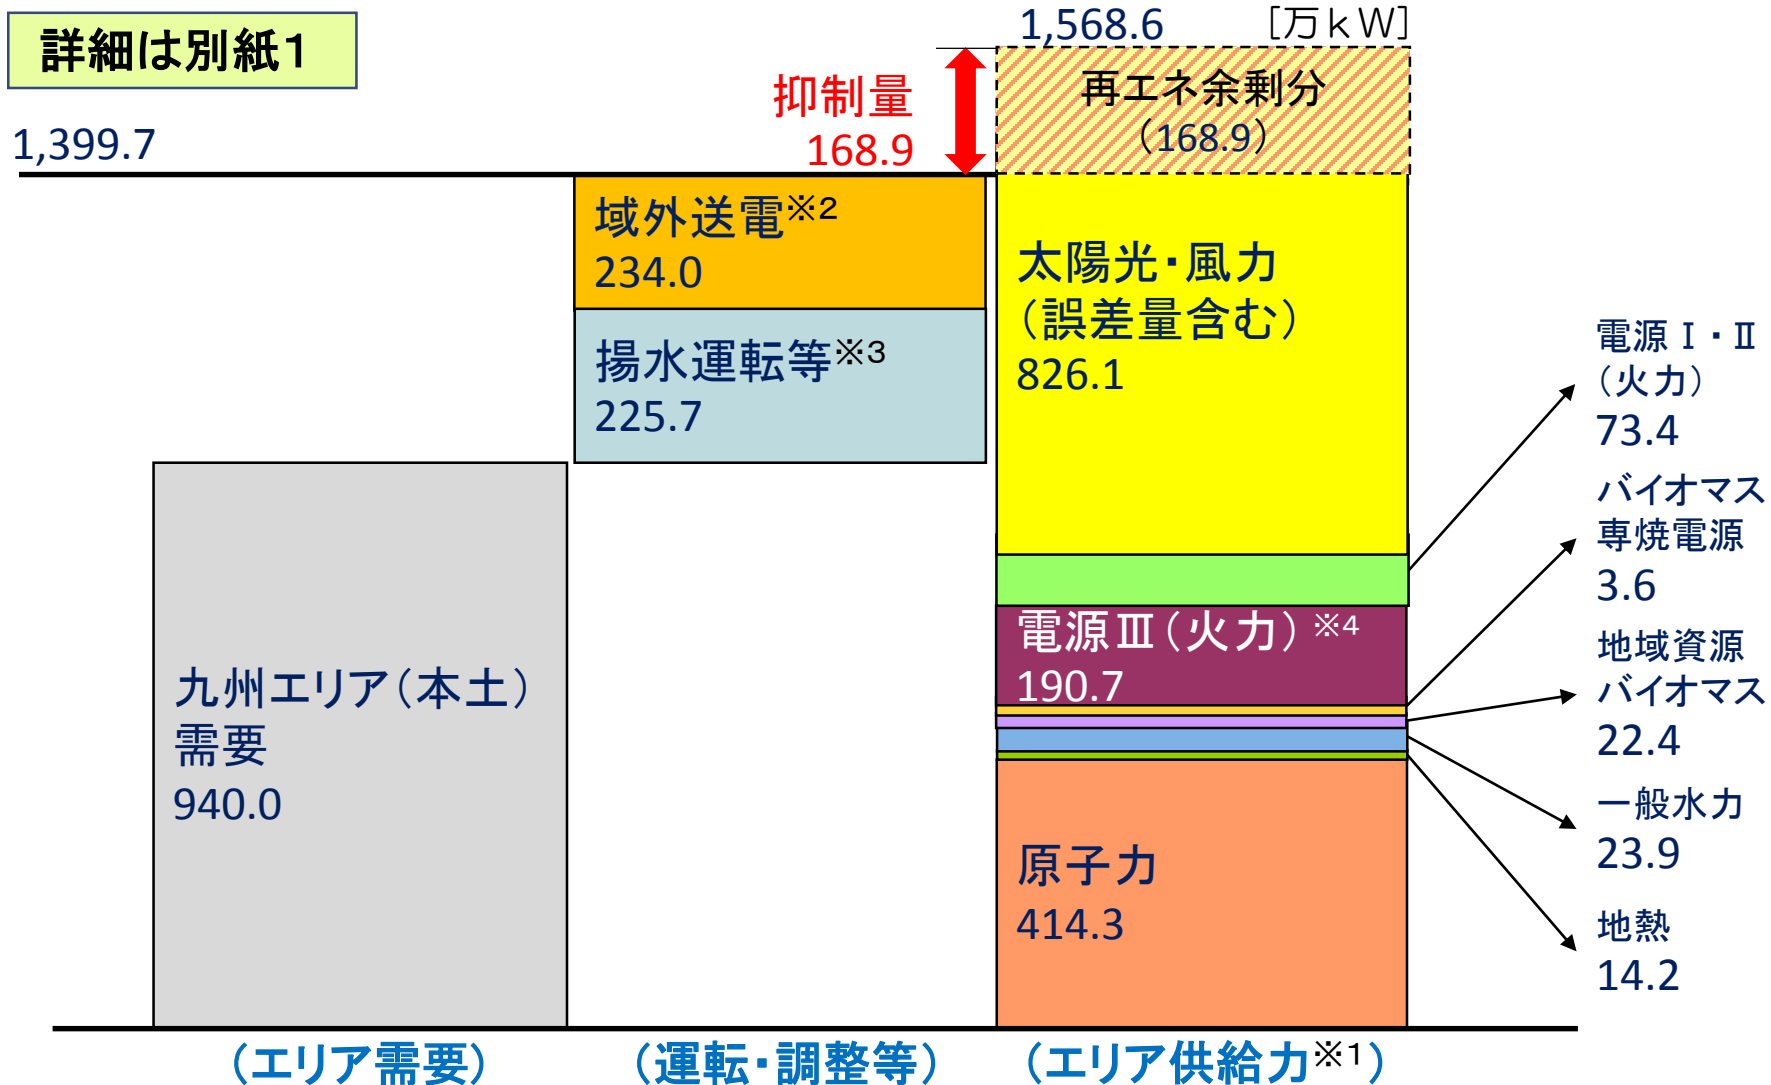 詳細は別紙1
1,568.6
[万kW]
抑制量
168.9
再エネ余剰分
(168.9)
1,399.7
域外送電※2
234.0
揚水運転等※3
225.7
九州エリア(本土)
需要
940.0
太陽光・風力
(誤差量含む)
826.1
電源Ⅲ(火力)※4
190.7
原子力
414.3
電源Ⅰ・Ⅱ
(火力)
73.4
バイオマス
専焼電源
3.6
地域資源
バイオマス
22.4
一般水力
23.9
地熱
14.2
(エリア需要)
(運転・調整等)
(エリア供給力※1)